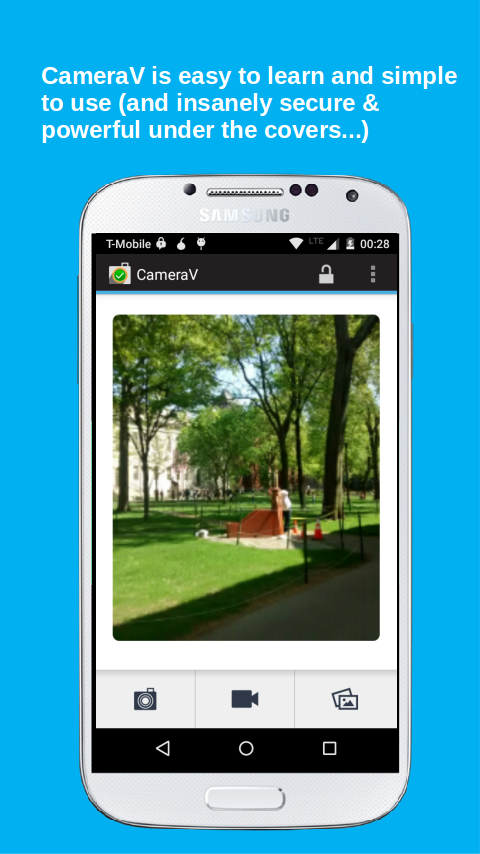 CameraV is easy to learn and simple
to use (and insanely secure &
powerful under the covers...)
SAMSUNG
T-Mobile LTE 00:28
CameraV